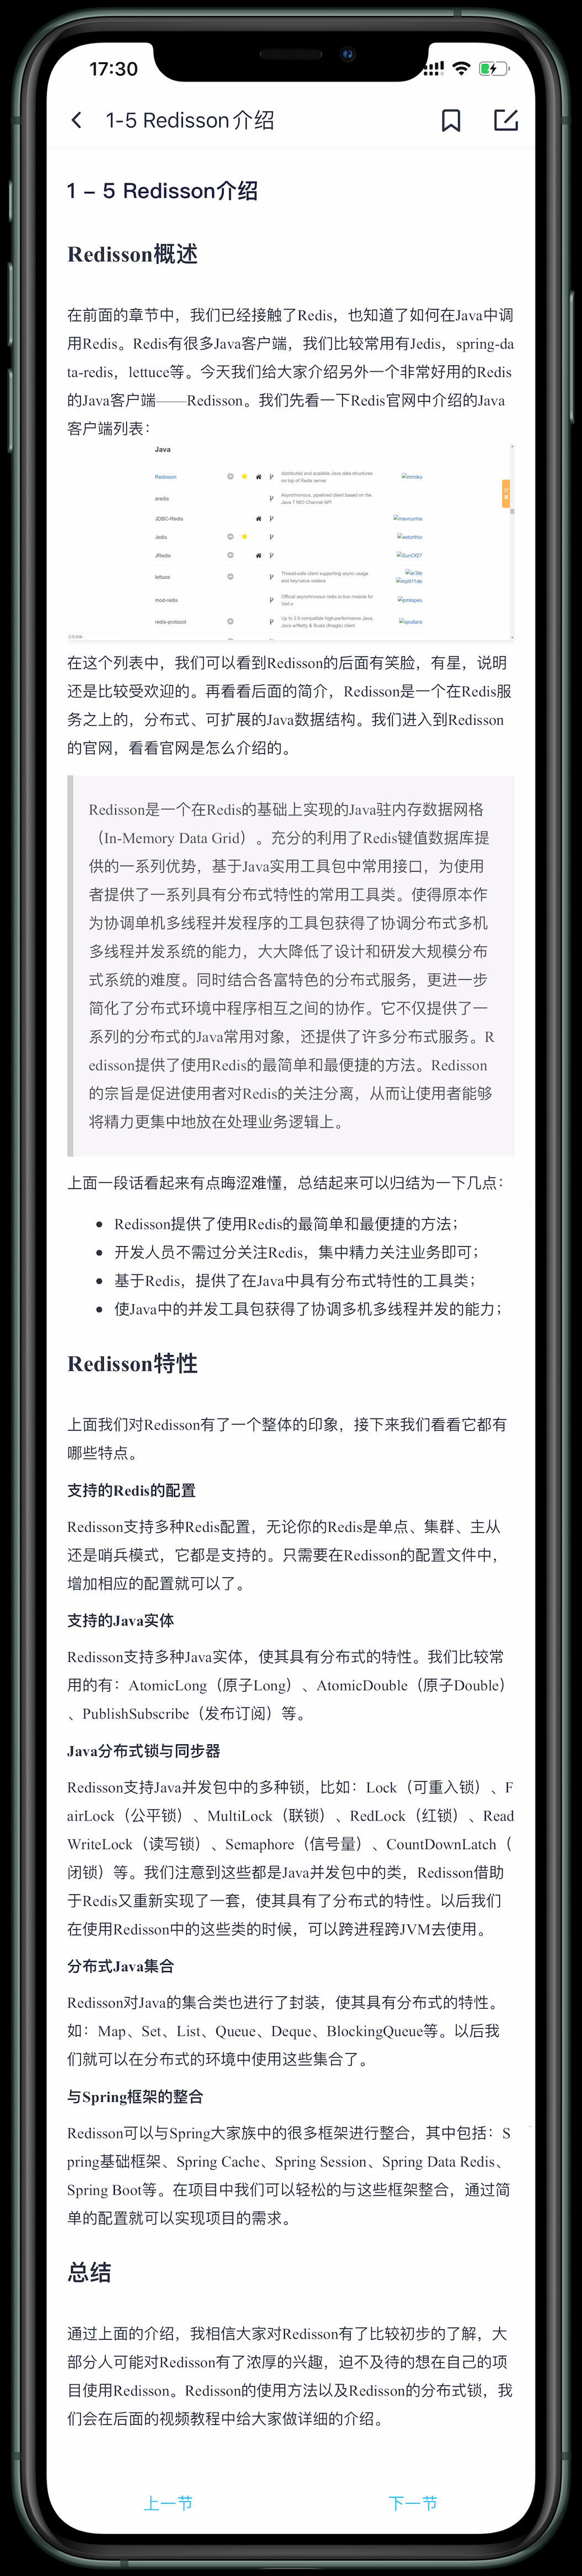 17:30
1-5 Redisson介绍
1 – 5 Redisson介绍
Redisson概述
在前面的章节中，我们已经接触了Redis，也知道了如何在Java中调
用Redis。Redis有很多Java客户端，我们比较常用有Jedis，spring-da
ta-redis，lettuce等。今天我们给大家介绍另外一个非常好用的Redis
的Java客户端——Redisson。我们先看一下Redis官网中介绍的Java
客户端列表：
Java
Redisson distributed and scalable Java data structures on top of Redis server mrniko
aredis Asynchronous, pipelined client based on the Java 7 NIO Channel API
JDBC-Redis mavcunha
Jedis xetorthio
JRedis SunOf27
lettuce Thread-safe client supporting async usage and key/value codecs ar3te mp911de
mod-redis Official asynchronous redis.io bus module for Vert.x pmlopes
redis-protocol Up to 2.6 compatible high-performance Java, Java w/Netty & Scala (finagle) client spullara
在这个列表中，我们可以看到Redisson的后面有笑脸，有星，说明
还是比较受欢迎的。再看看后面的简介，Redisson是一个在Redis服
务之上的，分布式、可扩展的Java数据结构。我们进入到Redisson
的官网，看看官网是怎么介绍的。
Redisson是一个在Redis的基础上实现的Java驻内存数据网格
（In-Memory Data Grid）。充分的利用了Redis键值数据库提
供的一系列优势，基于Java实用工具包中常用接口，为使用
者提供了一系列具有分布式特性的常用工具类。使得原本作
为协调单机多线程并发程序的工具包获得了协调分布式多机
多线程并发系统的能力，大大降低了设计和研发大规模分布
式系统的难度。同时结合各富特色的分布式服务，更进一步
简化了分布式环境中程序相互之间的协作。它不仅提供了一
系列的分布式的Java常用对象，还提供了许多分布式服务。R
edisson提供了使用Redis的最简单和最便捷的方法。Redisson
的宗旨是促进使用者对Redis的关注分离，从而让使用者能够
将精力更集中地放在处理业务逻辑上。
上面一段话看起来有点晦涩难懂，总结起来可以归结为一下几点：
• Redisson提供了使用Redis的最简单和最便捷的方法；
• 开发人员不需过分关注Redis，集中精力关注业务即可；
• 基于Redis，提供了在Java中具有分布式特性的工具类；
• 使Java中的并发工具包获得了协调多机多线程并发的能力；
Redisson特性
上面我们对Redisson有了一个整体的印象，接下来我们看看它都有
哪些特点。
支持的Redis的配置
Redisson支持多种Redis配置，无论你的Redis是单点、集群、主从
还是哨兵模式，它都是支持的。只需要在Redisson的配置文件中，
增加相应的配置就可以了。
支持的Java实体
Redisson支持多种Java实体，使其具有分布式的特性。我们比较常
用的有：AtomicLong（原子Long）、AtomicDouble（原子Double）
、PublishSubscribe（发布订阅）等。
Java分布式锁与同步器
Redisson支持Java并发包中的多种锁，比如：Lock（可重入锁）、F
airLock（公平锁）、MultiLock（联锁）、RedLock（红锁）、Read
WriteLock（读写锁）、Semaphore（信号量）、CountDownLatch（
闭锁）等。我们注意到这些都是Java并发包中的类，Redisson借助
于Redis又重新实现了一套，使其具有了分布式的特性。以后我们
在使用Redisson中的这些类的时候，可以跨进程跨JVM去使用。
分布式Java集合
Redisson对Java的集合类也进行了封装，使其具有分布式的特性。
如：Map、Set、List、Queue、Deque、BlockingQueue等。以后我
们就可以在分布式的环境中使用这些集合了。
与Spring框架的整合
Redisson可以与Spring大家族中的很多框架进行整合，其中包括：S
pring基础框架、Spring Cache、Spring Session、Spring Data Redis、
Spring Boot等。在项目中我们可以轻松的与这些框架整合，通过简
单的配置就可以实现项目的需求。
总结
通过上面的介绍，我相信大家对Redisson有了比较初步的了解，大
部分人可能对Redisson有了浓厚的兴趣，迫不及待的想在自己的项
目使用Redisson。Redisson的使用方法以及Redisson的分布式锁，我
们会在后面的视频教程中给大家做详细的介绍。
上一节 下一节